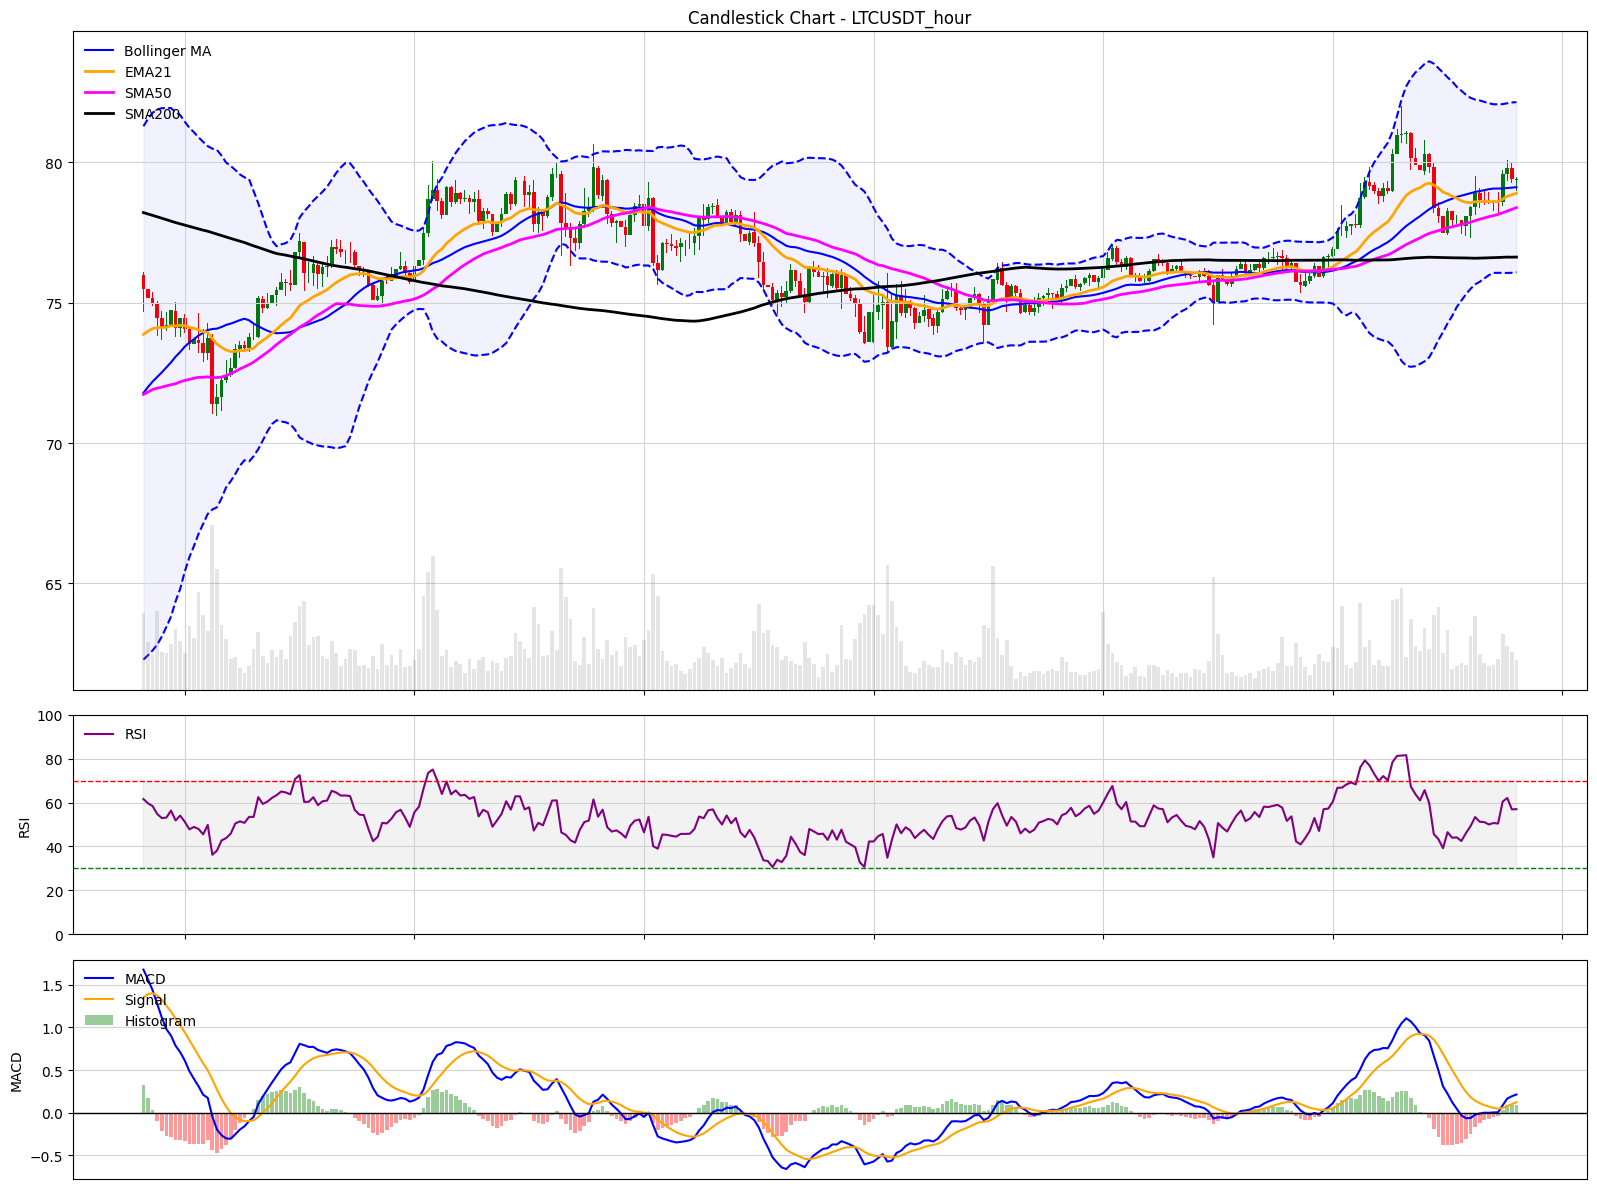 Candlestick Chart - LTCUSDT_hour
Bollinger MA
EMA21
SMA50
SMA200
80
75
70
65
100
80
60
40
20
0
RSI
RSI
1.5
1.0
0.5
0.0
−0.5
MACD
MACD
Signal
Histogram